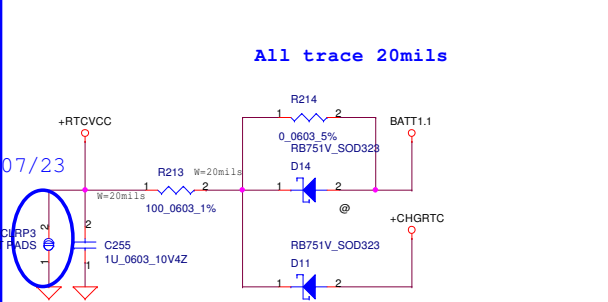 All trace 20mils
R214
1 2
+RTCVCC
BATT1.1
0_0603_5%
RB751V_SOD323
07/23
R213
W=20mils
D14
1 2
1 2
W=20mils
100_0603_1%
@
+CHGRTC
2
2
CLRP3
PADS
C255
RB751V_SOD323
1
1
1U_0603_10V4Z
D11
1 2